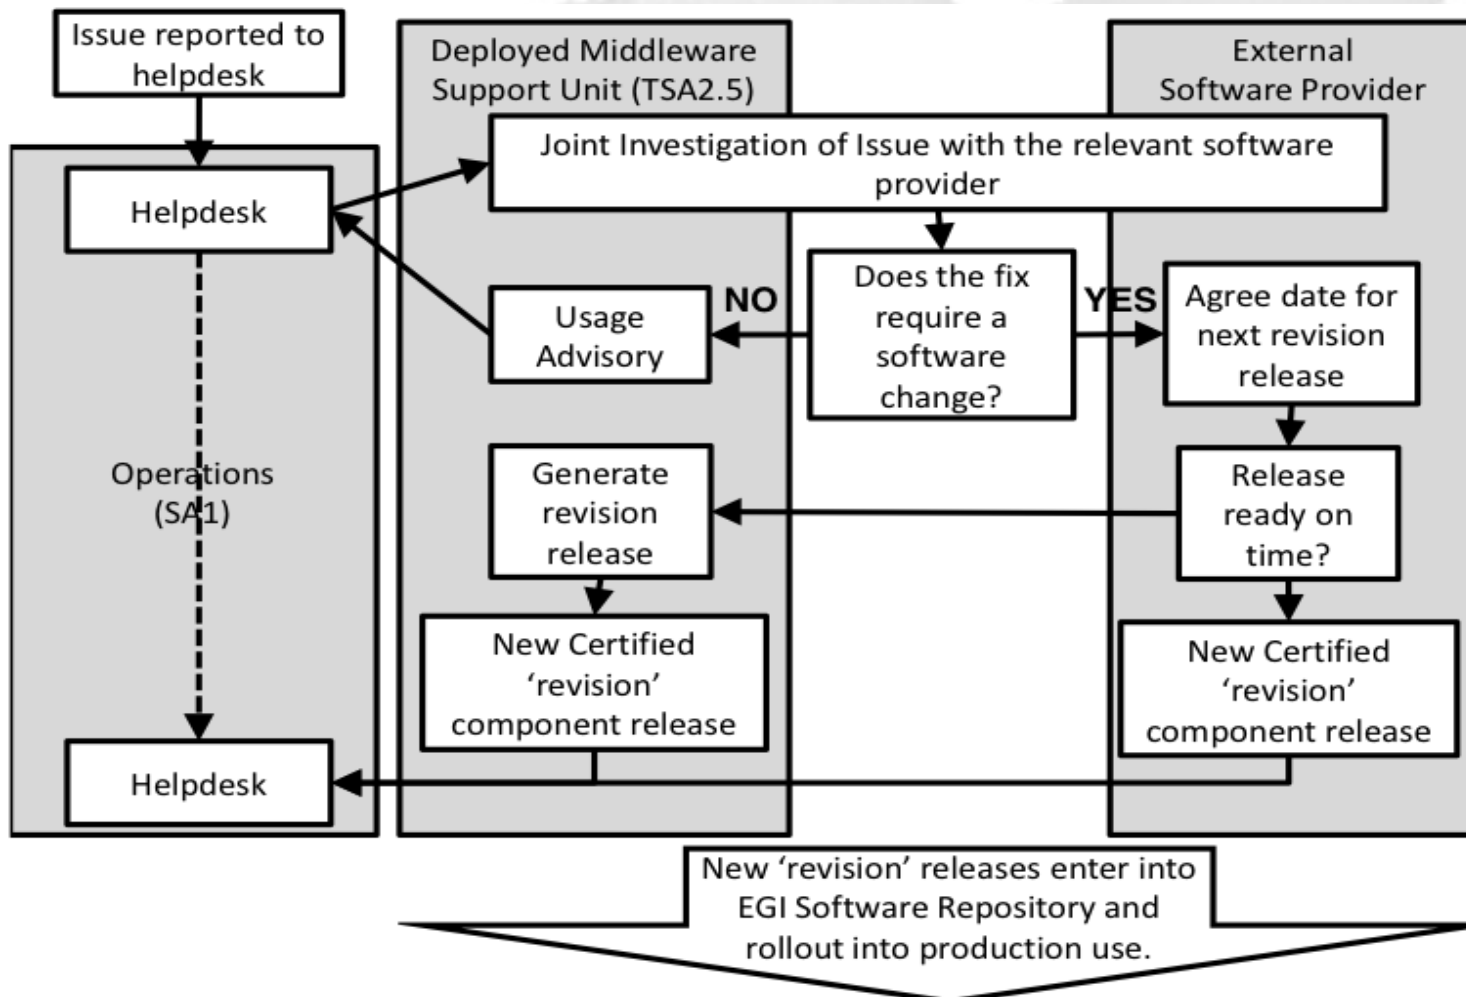 Issue reported to
helpdesk
Deployed Middleware
Support Unit (TSA2.5)
External
Software Provider
Joint Investigation of Issue with the relevant software
provider
Helpdesk
Does the fix
require a
software
change?
NO
YES
Usage
Advisory
Agree date for
next revision
release
Operations
(SA1)
Generate
revision
release
Release
ready on
time?
New Certified
‘revision’
component release
New Certified
‘revision’
component release
Helpdesk
New ‘revision’ releases enter into
EGI Software Repository and
rollout into production use.